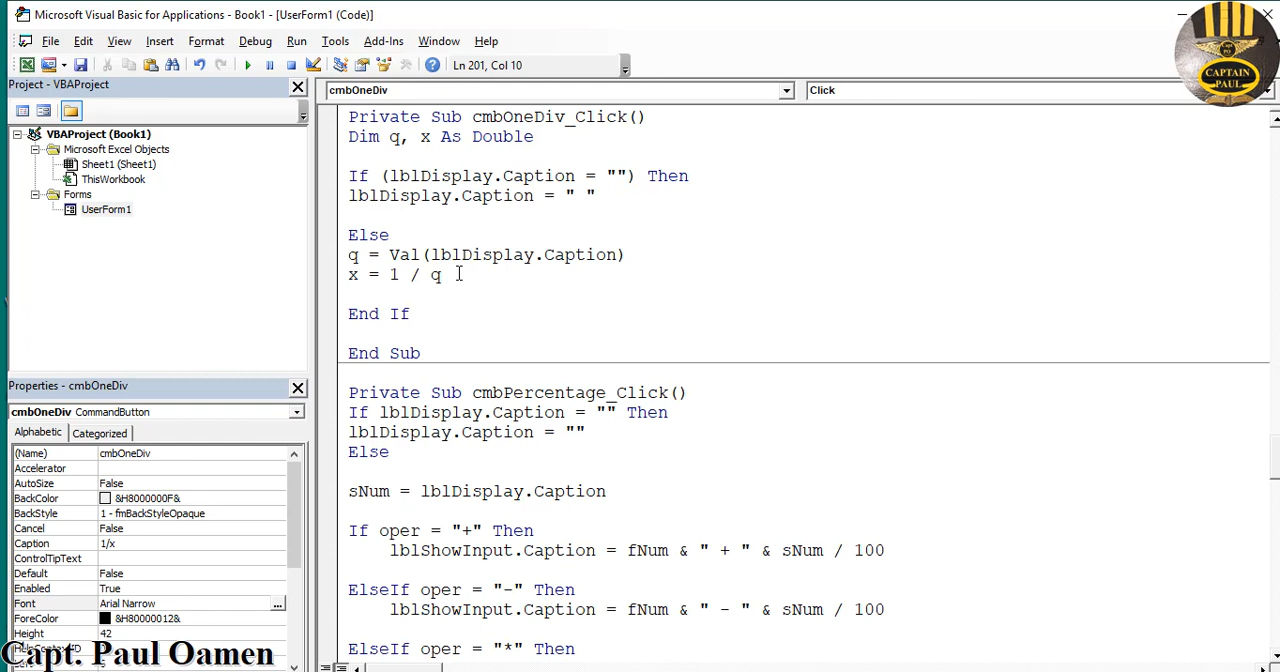 Microsoft Visual Basic for Applications - Book1 - [UserForm1 (Code)]
File Edit View Insert Format Debug Run Tools Add-Ins Window Help
Ln 201, Col 10
Project - VBAProject
VBAProject (Book1)
Microsoft Excel Objects
Sheet1 (Sheet1)
ThisWorkbook
Forms
UserForm1
Properties - cmbOneDiv
cmbOneDiv CommandButton
Alphabetic Categorized
(Name) cmbOneDiv
Accelerator
AutoSize False
BackColor &H8000000F&
BackStyle 1 - fmBackStyleOpaque
Cancel False
Caption 1/x
ControlTipText
Default False
Enabled True
Font Arial Narrow ...
ForeColor &H80000012&
Height 42
Capt. Paul Oamen
cmbOneDiv Click
Private Sub cmbOneDiv_Click()
Dim q, x As Double
If (lblDisplay.Caption = "") Then
lblDisplay.Caption = " "
Else
q = Val(lblDisplay.Caption)
x = 1 / q
End If
End Sub
Private Sub cmbPercentage_Click()
If lblDisplay.Caption = "" Then
lblDisplay.Caption = ""
Else
sNum = lblDisplay.Caption
If oper = "+" Then
lblShowInput.Caption = fNum & " + " & sNum / 100
ElseIf oper = "-" Then
lblShowInput.Caption = fNum & " - " & sNum / 100
ElseIf oper = "*" Then
CAPTAIN
PAUL